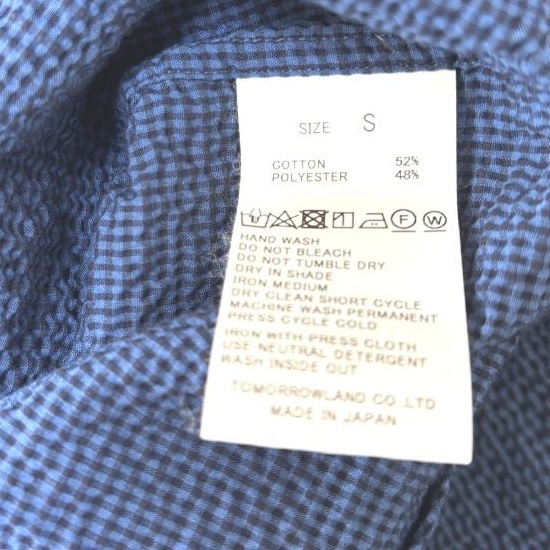 SIZE S
COTTON 52%
POLYESTER 48%
F W
HAND WASH
DO NOT BLEACH
DO NOT TUMBLE DRY
DRY IN SHADE
IRON MEDIUM
DRY CLEAN SHORT CYCLE
MACHINE WASH PERMANENT
PRESS CYCLE COLD
IRON WITH PRESS CLOTH
USE NEUTRAL DETERGENT
WASH INSIDE OUT
TOMORROWLAND CO LTD
MADE IN JAPAN